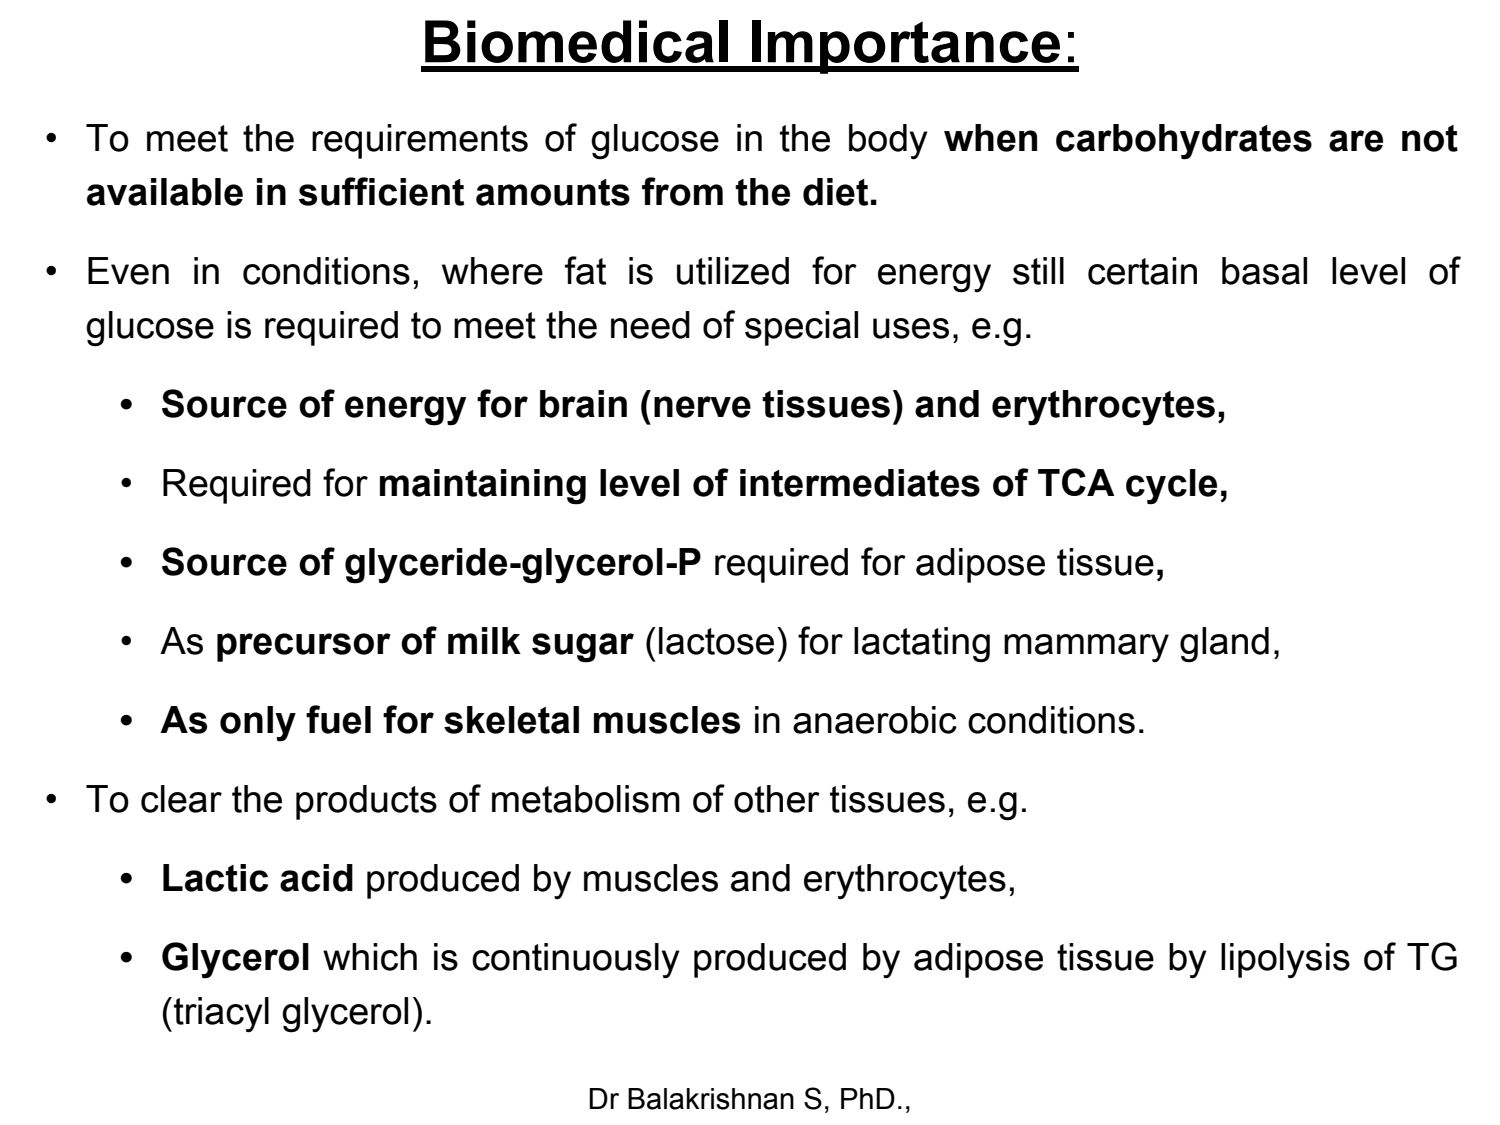 Biomedical Importance:
• To meet the requirements of glucose in the body when carbohydrates are not
available in sufficient amounts from the diet.
• Even in conditions, where fat is utilized for energy still certain basal level of
glucose is required to meet the need of special uses, e.g.
• Source of energy for brain (nerve tissues) and erythrocytes,
• Required for maintaining level of intermediates of TCA cycle,
• Source of glyceride-glycerol-P required for adipose tissue,
• As precursor of milk sugar (lactose) for lactating mammary gland,
• As only fuel for skeletal muscles in anaerobic conditions.
• To clear the products of metabolism of other tissues, e.g.
• Lactic acid produced by muscles and erythrocytes,
• Glycerol which is continuously produced by adipose tissue by lipolysis of TG
(triacyl glycerol).
Dr Balakrishnan S, PhD.,